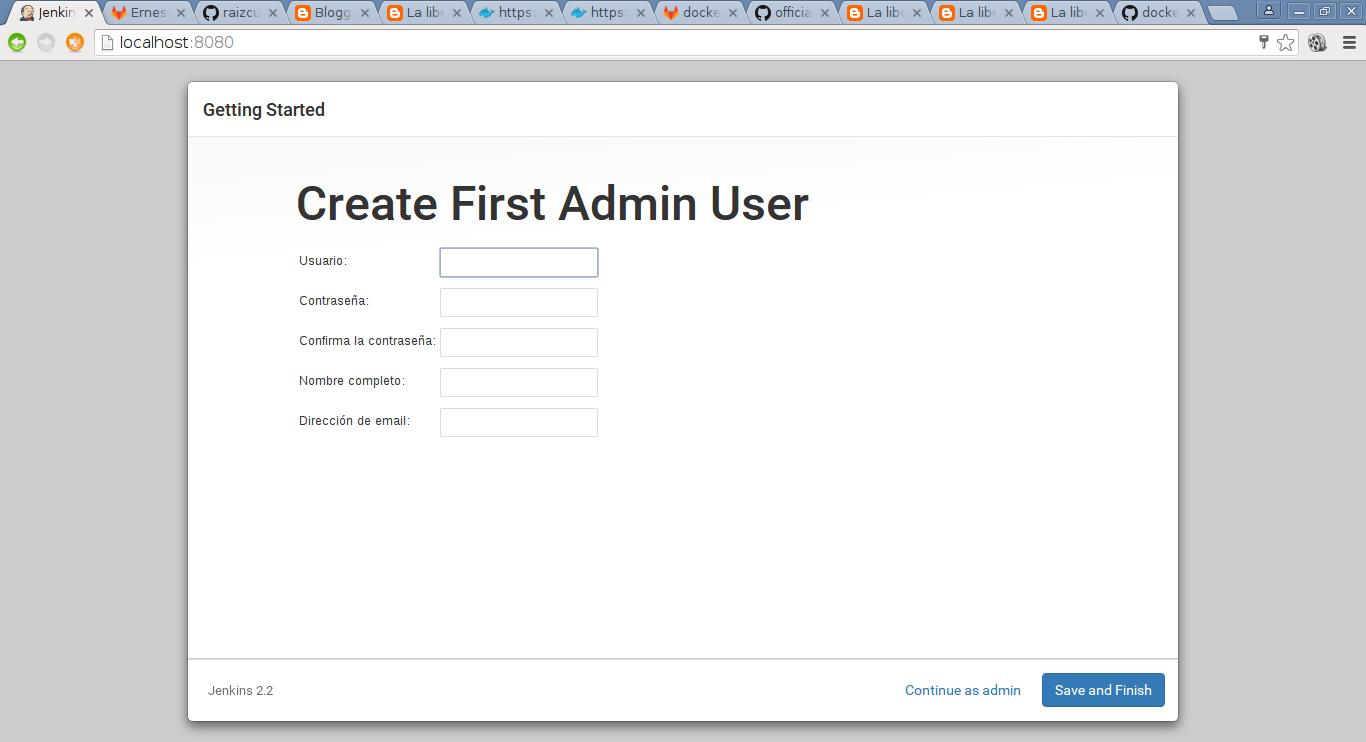 Jenkin Ernes raizcu Blogg La libe https: https: docke officia La libe La libe La libe docke
localhost:8080
Getting Started
Create First Admin User
Usuario:
Contraseña:
Confirma la contraseña:
Nombre completo:
Dirección de email:
Jenkins 2.2 Continue as admin Save and Finish